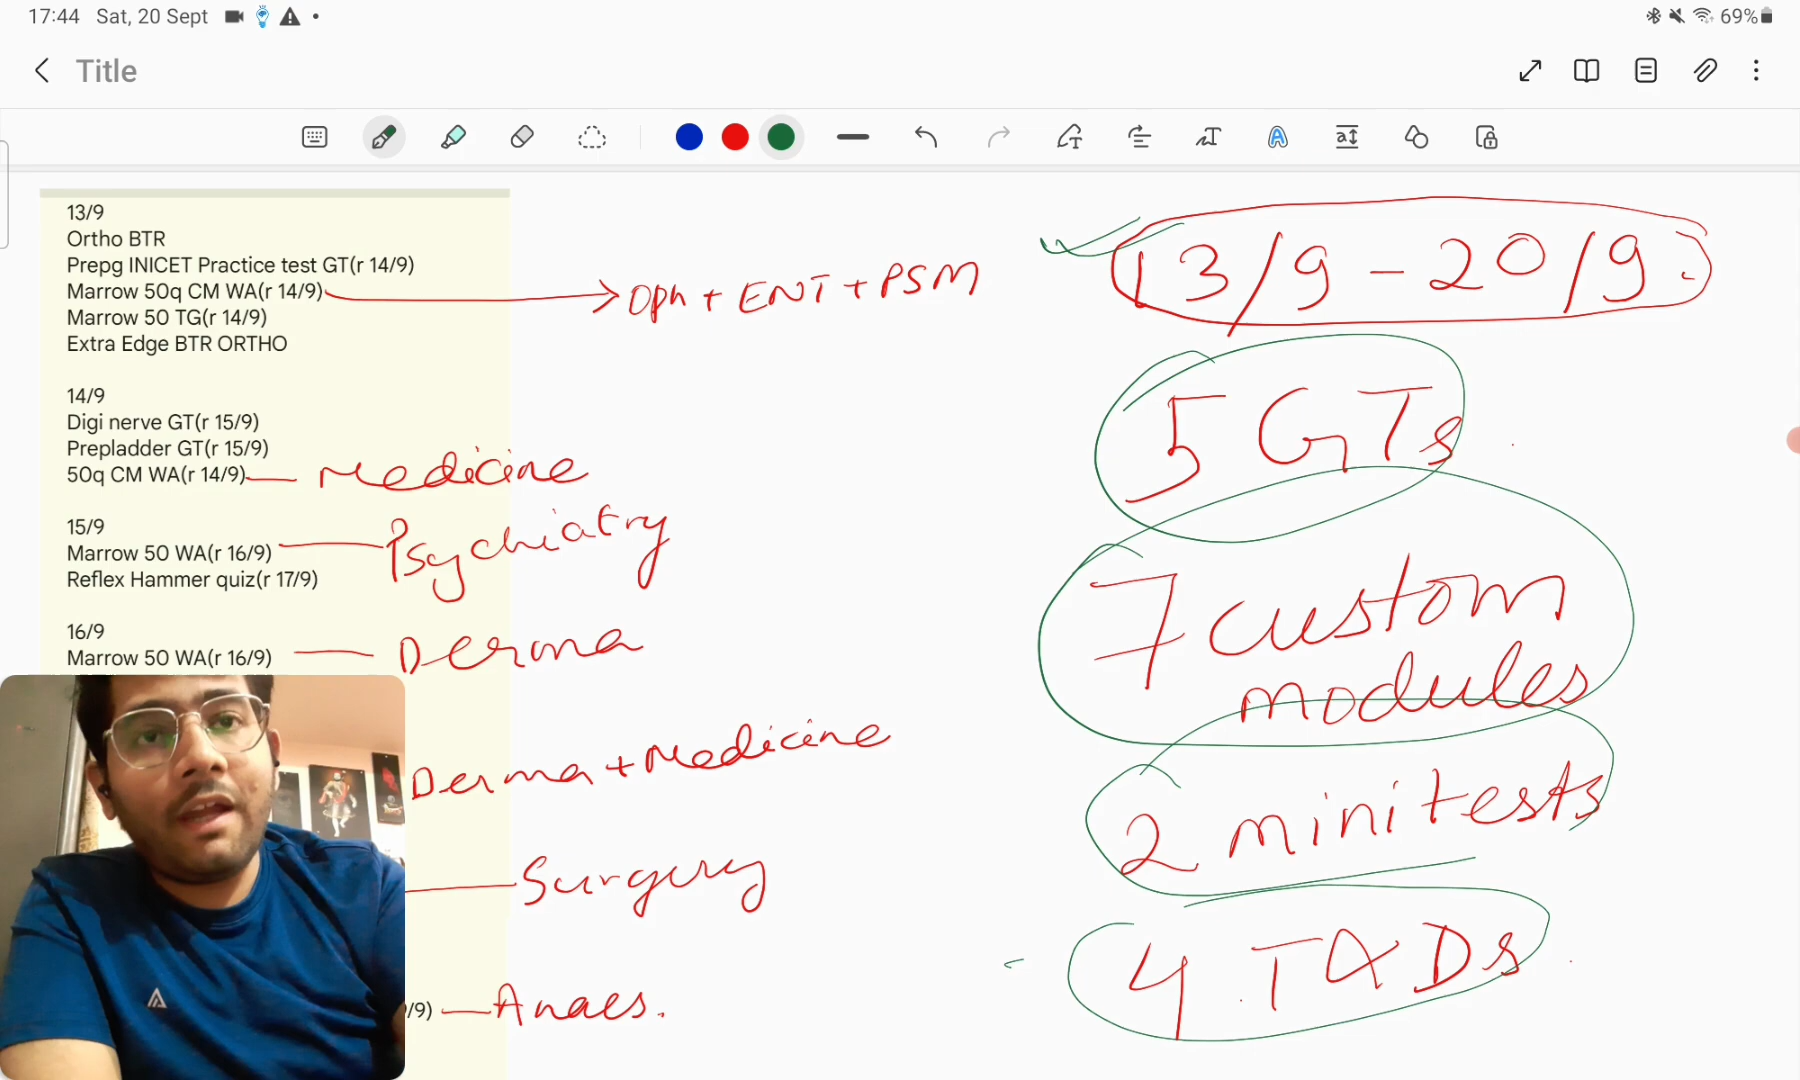 17:44 Sat, 20 Sept
69%
Title
13/9
Ortho BTR
Prepg INICET Practice test GT(r 14/9)
Marrow 50q CM WA(r 14/9)
Oph + ENT + PSM
Marrow 50 TG(r 14/9)
Extra Edge BTR ORTHO
14/9
Digi nerve GT(r 15/9)
Prepladder GT(r 15/9)
50q CM WA(r 14/9)
Medicine
15/9
Marrow 50 WA(r 16/9)
Psychiatry
Reflex Hammer quiz(r 17/9)
16/9
Marrow 50 WA(r 16/9)
Derma
Derma + Medicine
Surgery
/9)
Anaes.
13/9 - 20/9.
5 GTs
7 custom
modules
2 minitests
4 TADs